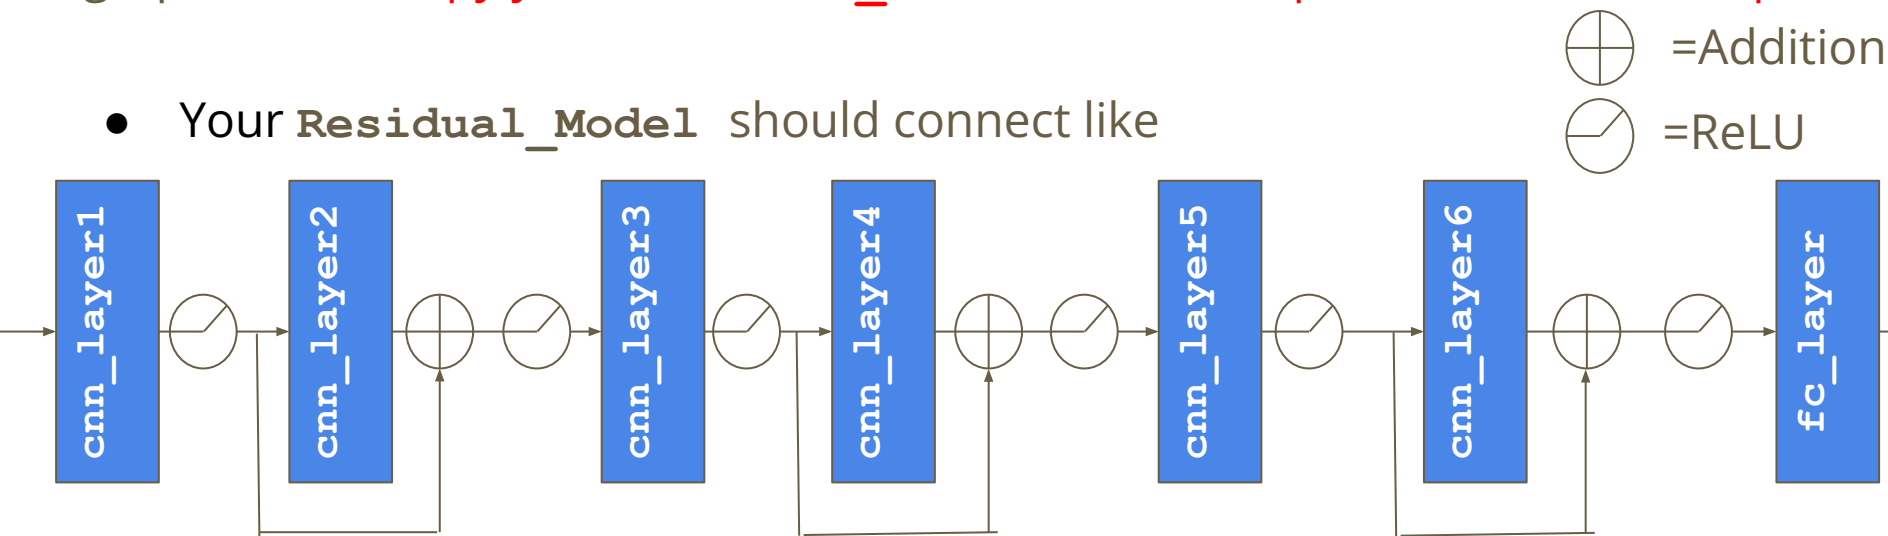 =Addition
● Your Residual_Model should connect like
=ReLU
cnn_layer1
cnn_layer2
cnn_layer3
cnn_layer4
cnn_layer5
cnn_layer6
fc_layer